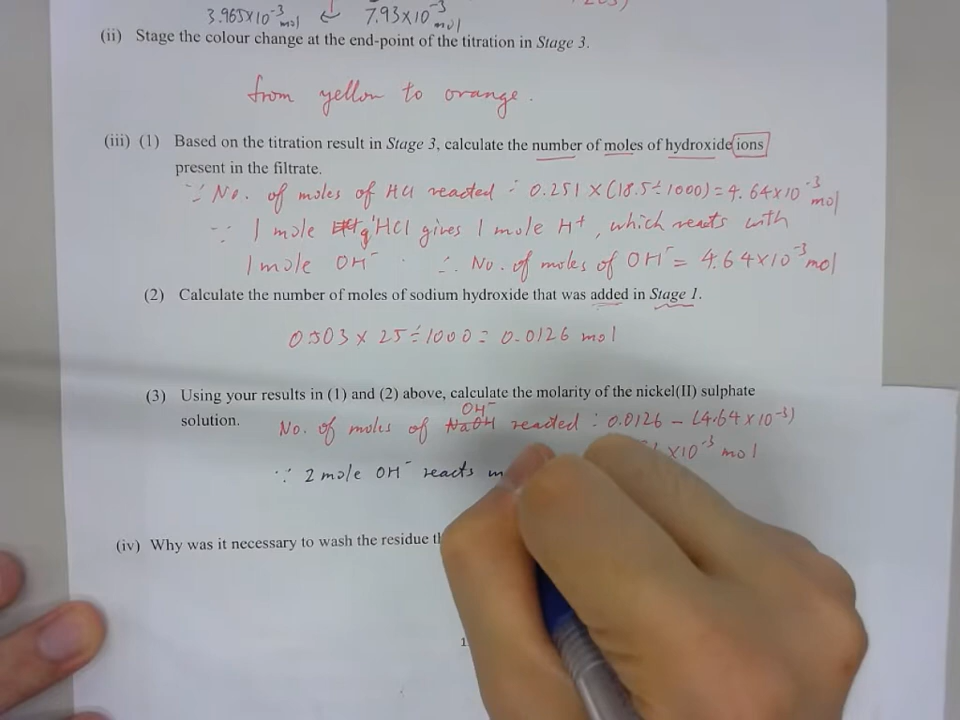 3.965×10⁻³ mol ← 7.93×10⁻³ mol
(ii) Stage the colour change at the end-point of the titration in Stage 3.
from yellow to orange.
(iii) (1) Based on the titration result in Stage 3, calculate the number of moles of hydroxide ions
present in the filtrate.
∵ No. of moles of HCl reacted : 0.251 × (18.5÷1000) = 4.64×10⁻³ mol
∵ 1 mole HCl gives 1 mole H+, which reacts with
1 mole OH⁻ . ∴ No. of moles of OH⁻ = 4.64×10⁻³ mol
(2) Calculate the number of moles of sodium hydroxide that was added in Stage 1.
0.503 × 25÷1000 = 0.0126 mol
(3) Using your results in (1) and (2) above, calculate the molarity of the nickel(II) sulphate
solution.
No. of moles of NaOH OH⁻ reacted : 0.0126 − (4.64×10⁻³)
×10⁻³ mol
∵ 2 mole OH⁻ reacts
(iv) Why was it necessary to wash the residue